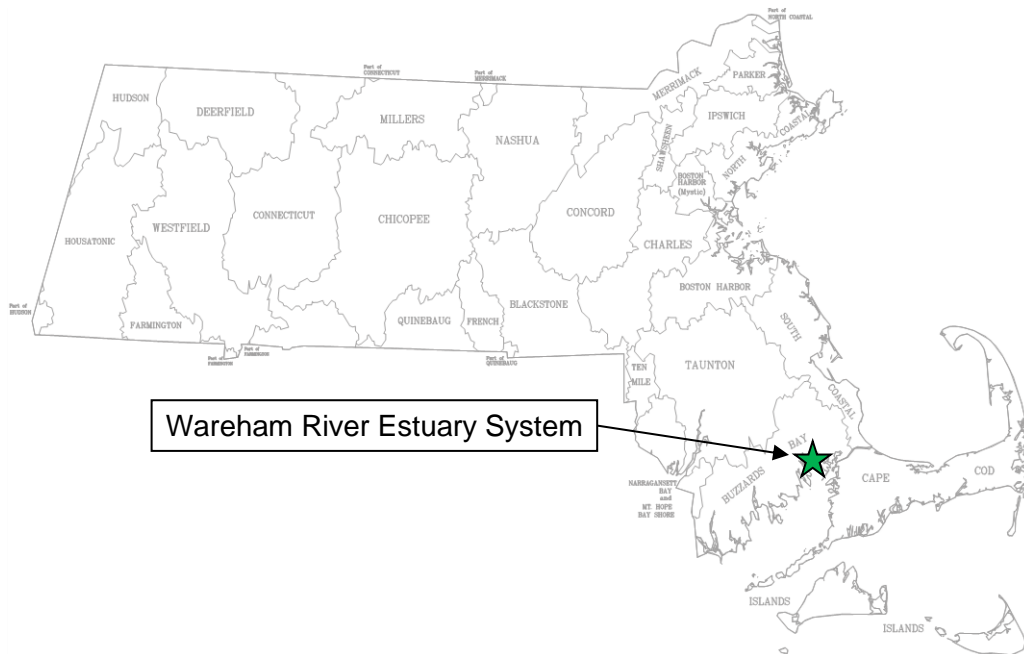 Part of
NORTH COASTAL
Part of
CONNECTICUT
Part of
MERRIMACK
MERRIMACK
PARKER
HUDSON
DEERFIELD
MILLERS
NASHUA
IPSWICH
COASTAL
NORTH
SHAWSHEEN
BOSTON
HARBOR
(Mystic)
CONCORD
CONNECTICUT
CHICOPEE
WESTFIELD
HOUSATONIC
CHARLES
BOSTON HARBOR
Part of
HUDSON
FARMINGTON
QUINEBAUG
FRENCH
BLACKSTONE
SOUTH
COASTAL
Part of
FARMINGTON
Part of
QUINEBAUG
TEN
MILE
TAUNTON
Wareham River Estuary System
BUZZARDS
BAY
CAPE
COD
NARRAGANSETT
BAY
and
MT. HOPE
BAY SHORE
ISLANDS
ISLANDS